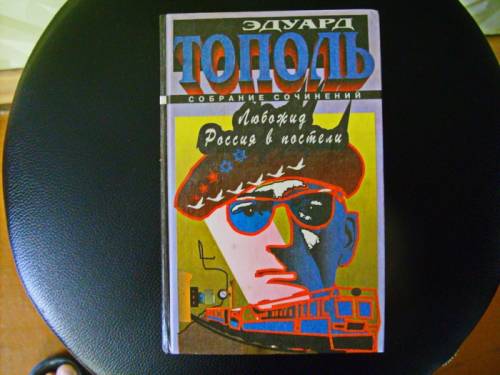 ЭДУАРД
ТОПОЛЬ
СОБРАНИЕ СОЧИНЕНИЙ
Любожид
Россия в постели